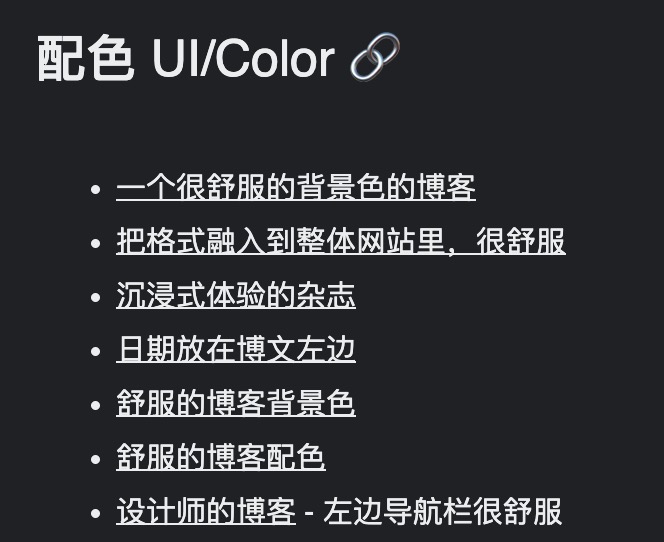 配色 UI/Color 🔗
• 一个很舒服的背景色的博客
• 把格式融入到整体网站里，很舒服
• 沉浸式体验的杂志
• 日期放在博文左边
• 舒服的博客背景色
• 舒服的博客配色
• 设计师的博客 - 左边导航栏很舒服